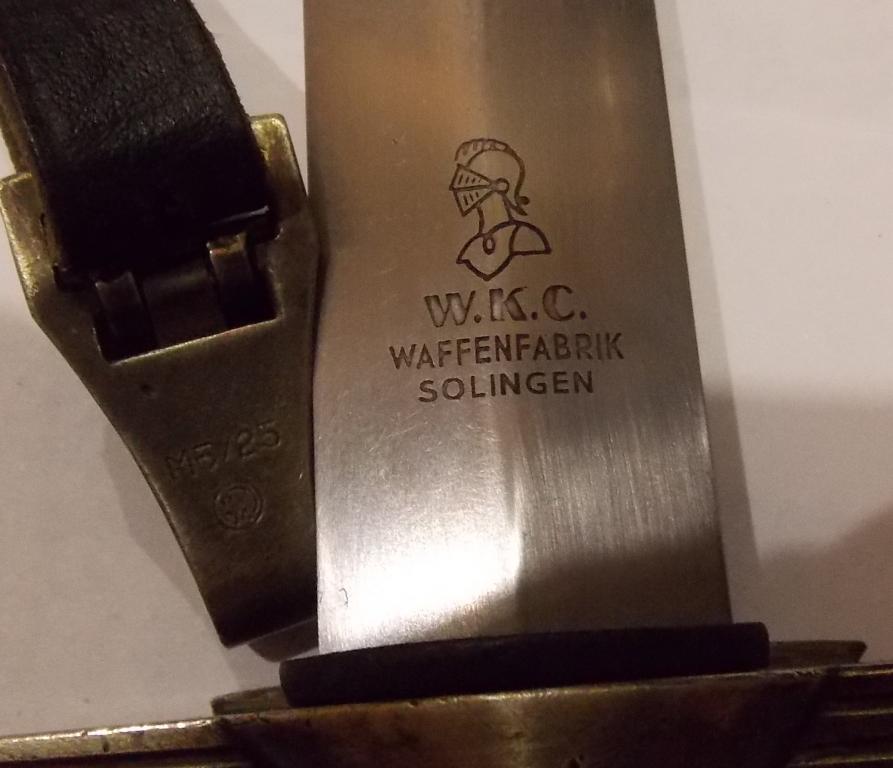 W.K.C.
WAFFENFABRIK
SOLINGEN
M5/25